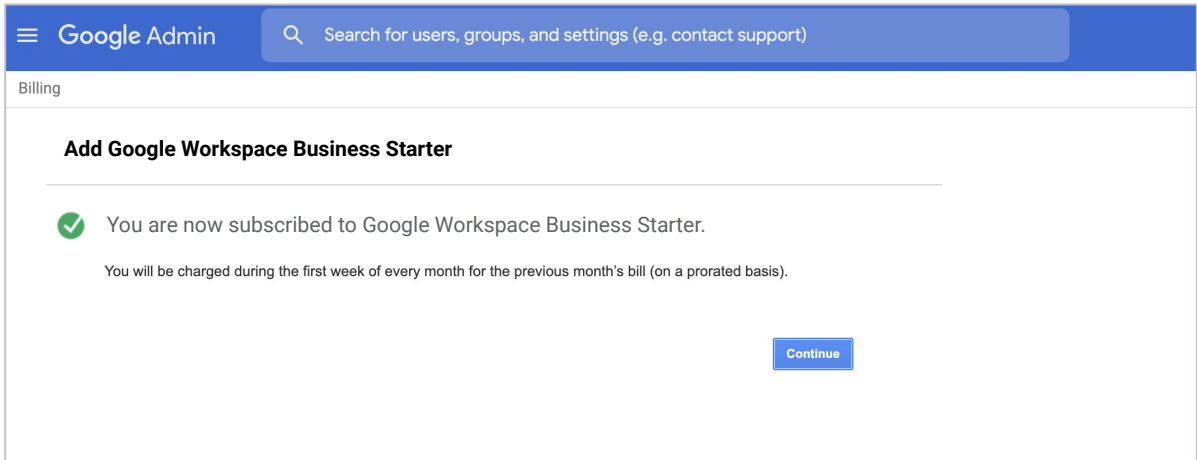 Google Admin
Search for users, groups, and settings (e.g. contact support)
Billing
Add Google Workspace Business Starter
You are now subscribed to Google Workspace Business Starter.
You will be charged during the first week of every month for the previous month's bill (on a prorated basis).
Continue